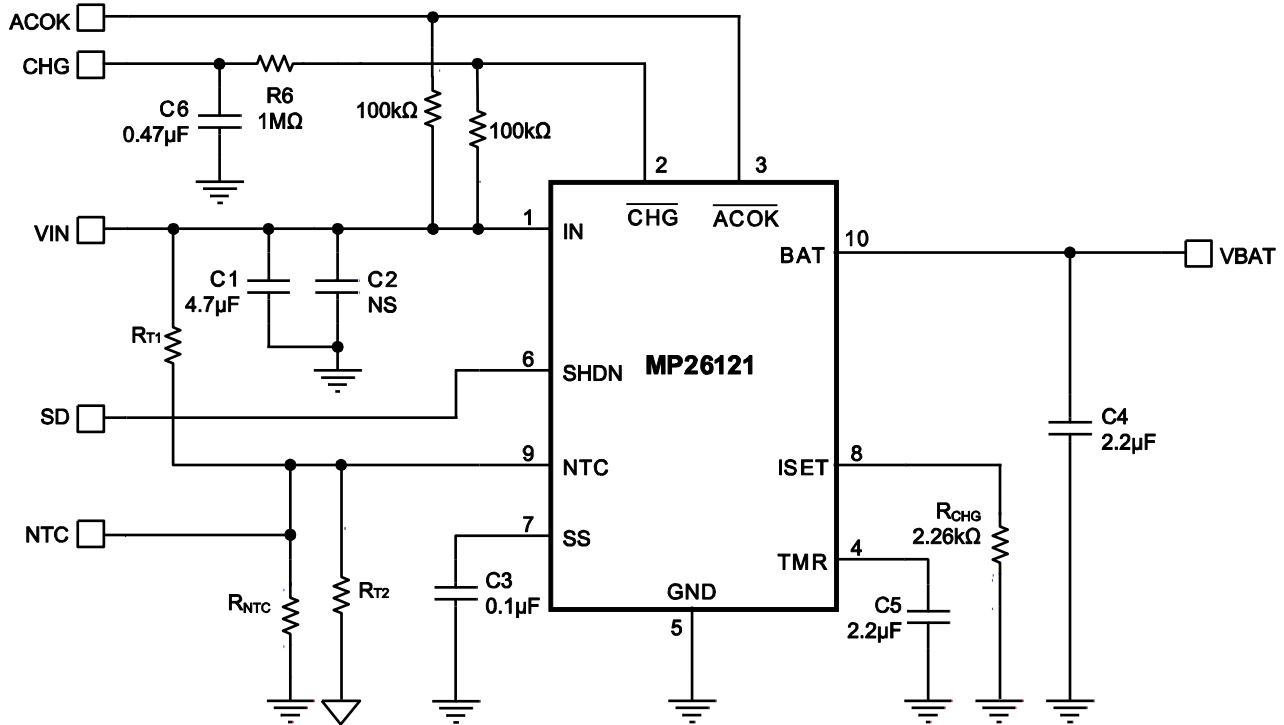 ACOK
CHG
C6
0.47µF
R6
1MΩ
100kΩ
100kΩ
2
3
VIN
1
IN
CHG
ACOK
10
BAT
VBAT
C1
4.7µF
C2
NS
RT1
6
SHDN
MP26121
SD
C4
2.2µF
9
NTC
ISET
8
NTC
7
SS
RCHG
2.26kΩ
TMR
4
C3
0.1µF
RNTC
RT2
GND
5
C5
2.2µF